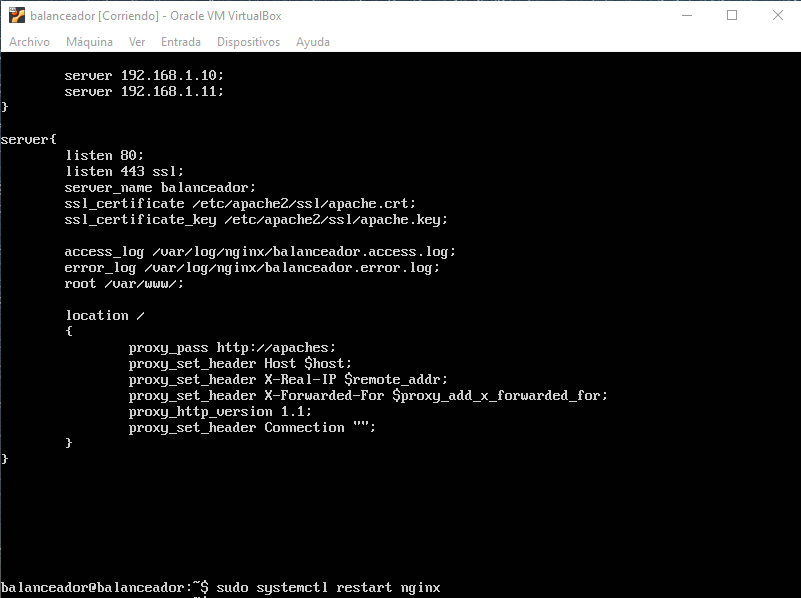 balanceador [Corriendo] - Oracle VM VirtualBox
Archivo Máquina Ver Entrada Dispositivos Ayuda
server 192.168.1.10;
server 192.168.1.11;
}
server{
listen 80;
listen 443 ssl;
server_name balanceador;
ssl_certificate /etc/apache2/ssl/apache.crt;
ssl_certificate_key /etc/apache2/ssl/apache.key;
access_log /var/log/nginx/balanceador.access.log;
error_log /var/log/nginx/balanceador.error.log;
root /var/www/;
location /
{
proxy_pass http://apaches;
proxy_set_header Host $host;
proxy_set_header X-Real-IP $remote_addr;
proxy_set_header X-Forwarded-For $proxy_add_x_forwarded_for;
proxy_http_version 1.1;
proxy_set_header Connection "";
}
}
balanceador@balanceador:~$ sudo systemctl restart nginx